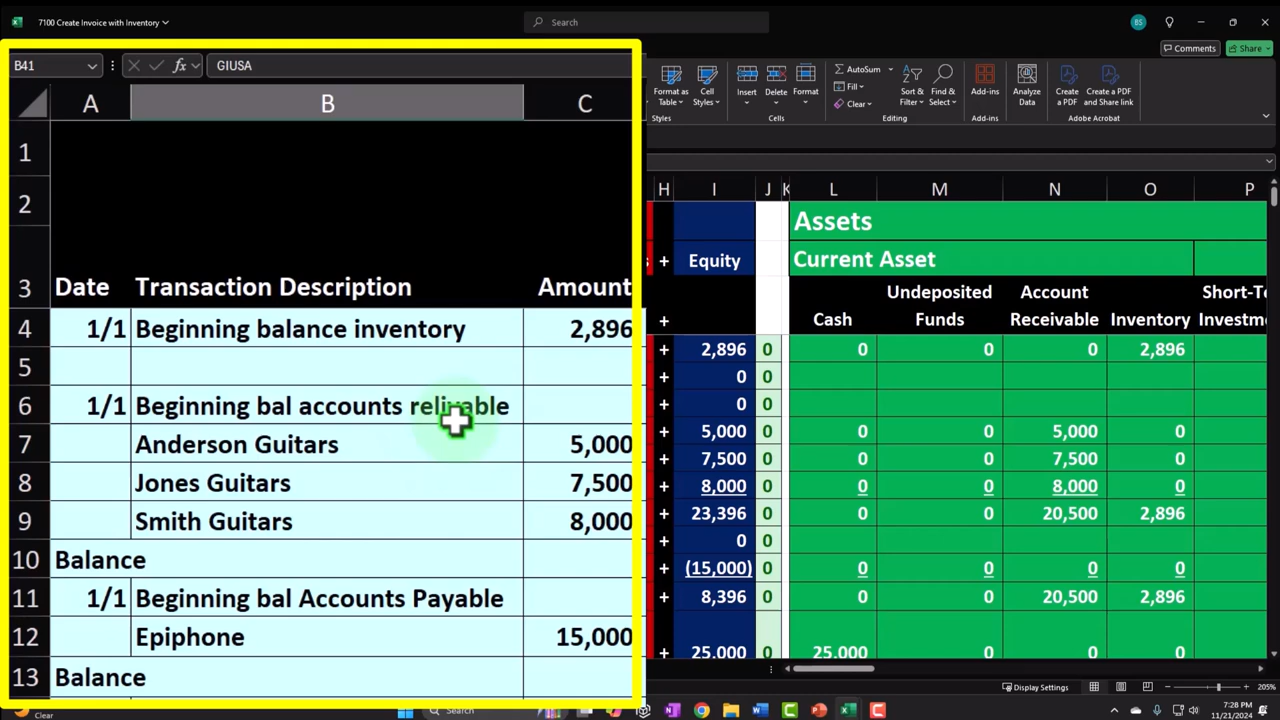 7100 Create Invoice with Inventory
Search
BS
Comments
Share
B41
fx
GIUSA
Format as Table
Cell Styles
Insert
Delete
Format
AutoSum
Fill
Clear
Sort & Filter
Find & Select
Add-ins
Analyze Data
Create a PDF
Create a PDF and Share link
Styles
Cells
Editing
Add-ins
Adobe Acrobat
A B C
H I J K L M N O P
1
2
3 Date Transaction Description Amount
4 1/1 Beginning balance inventory 2,896
5
6 1/1 Beginning bal accounts relivable
7 Anderson Guitars 5,000
8 Jones Guitars 7,500
9 Smith Guitars 8,000
10 Balance
11 1/1 Beginning bal Accounts Payable
12 Epiphone 15,000
13 Balance
Assets
+ Equity Current Asset
+ Cash Undeposited Funds Account Receivable Inventory
+ 2,896 0 0 0 0 2,896
+ 0 0
+ 0 0
+ 5,000 0 0 0 5,000 0
+ 7,500 0 0 0 7,500 0
+ 8,000 0 0 0 8,000 0
+ 23,396 0 0 0 20,500 2,896
+ 0 0
+ (15,000) 0 0 0 0 0
+ 8,396 0 0 0 20,500 2,896
+ 25,000 0 25,000 0 0 0
Display Settings
205%
Clear
Search
7:28 PM
11/21/2024